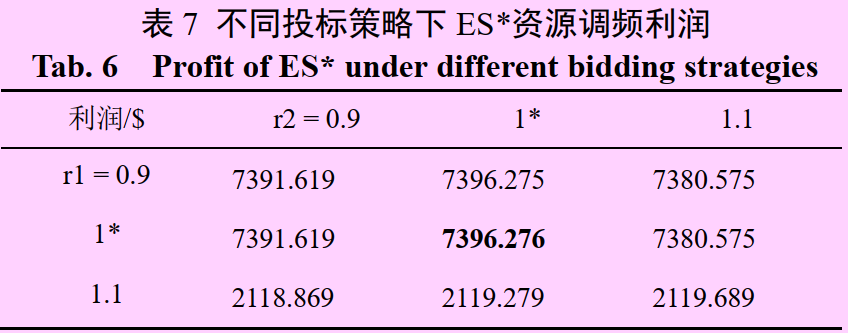 表 7 不同投标策略下 ES*资源调频利润
Tab. 6 Profit of ES* under different bidding strategies
利润/$ r2 = 0.9 1* 1.1
r1 = 0.9 7391.619 7396.275 7380.575
1* 7391.619 7396.276 7380.575
1.1 2118.869 2119.279 2119.689